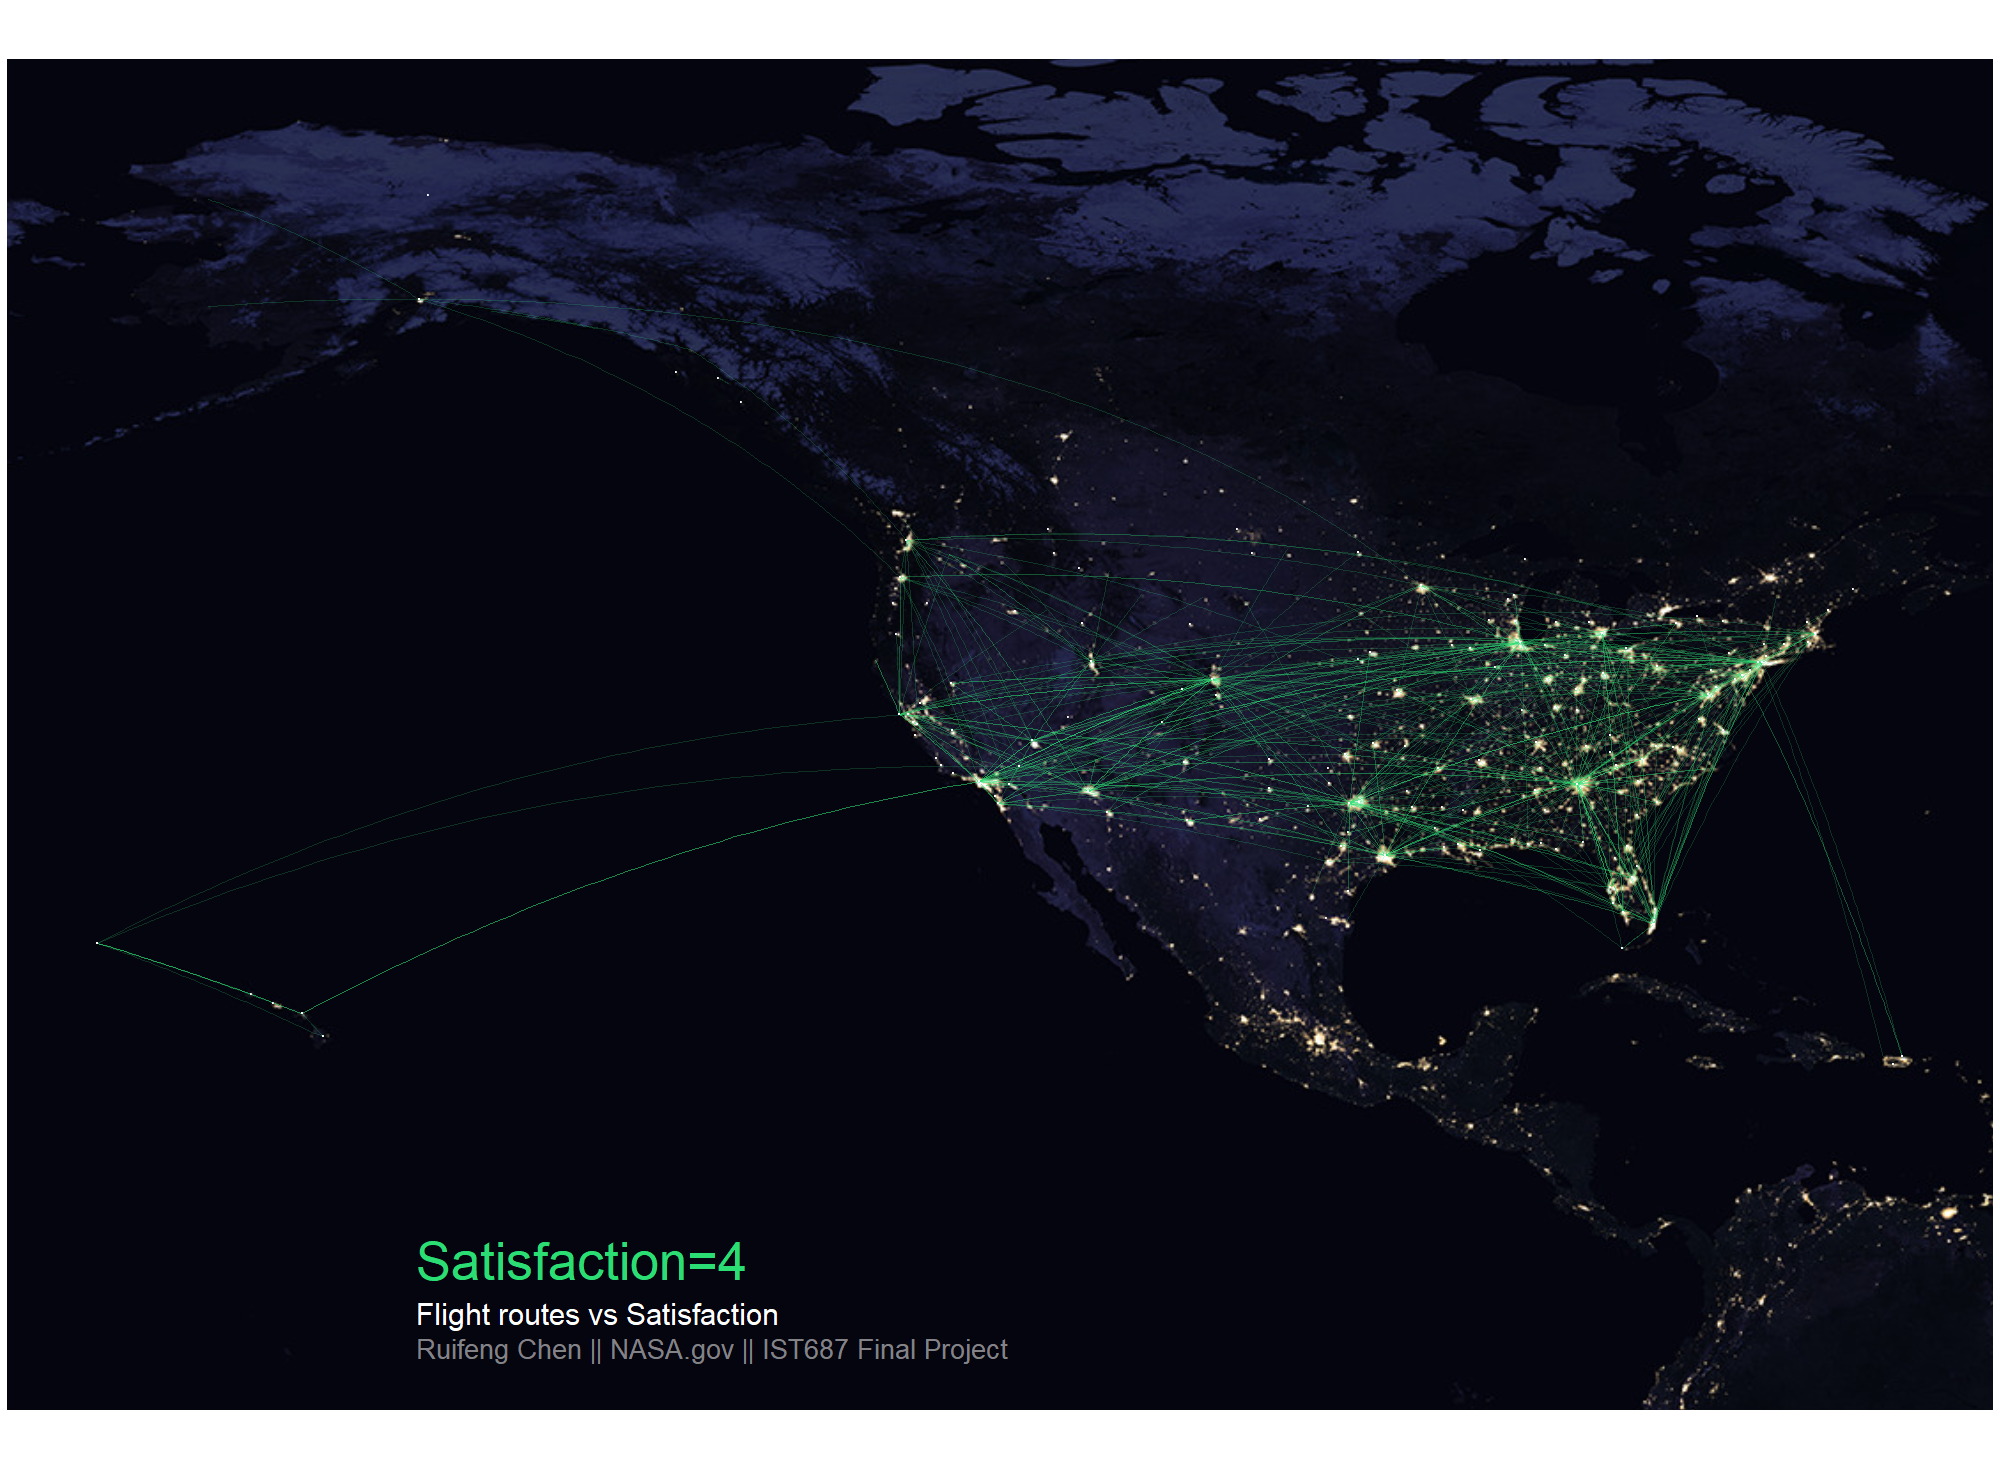 Satisfaction=4
Flight routes vs Satisfaction
Ruifeng Chen || NASA.gov || IST687 Final Project